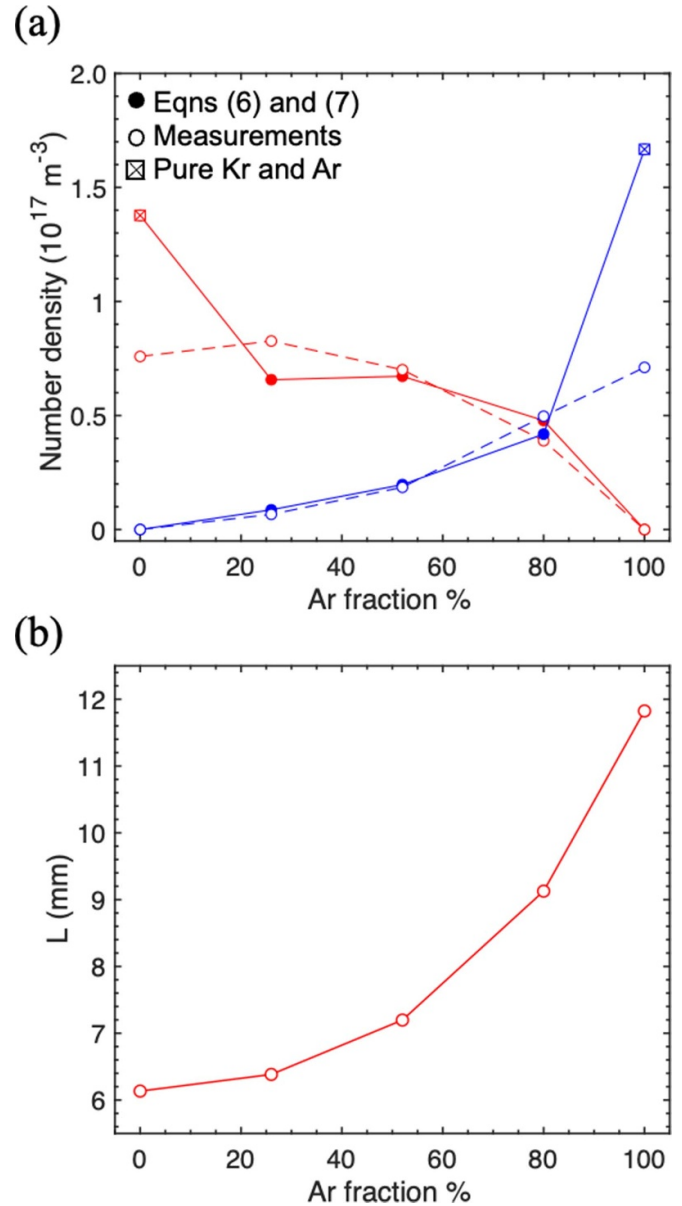 (a)
2.0
1.5
1
0.5
0
Number density (10¹⁷ m⁻³)
Eqns (6) and (7)
Measurements
Pure Kr and Ar
0 20 40 60 80 100
Ar fraction %
(b)
12
11
10
9
8
7
6
L (mm)
0 20 40 60 80 100
Ar fraction %